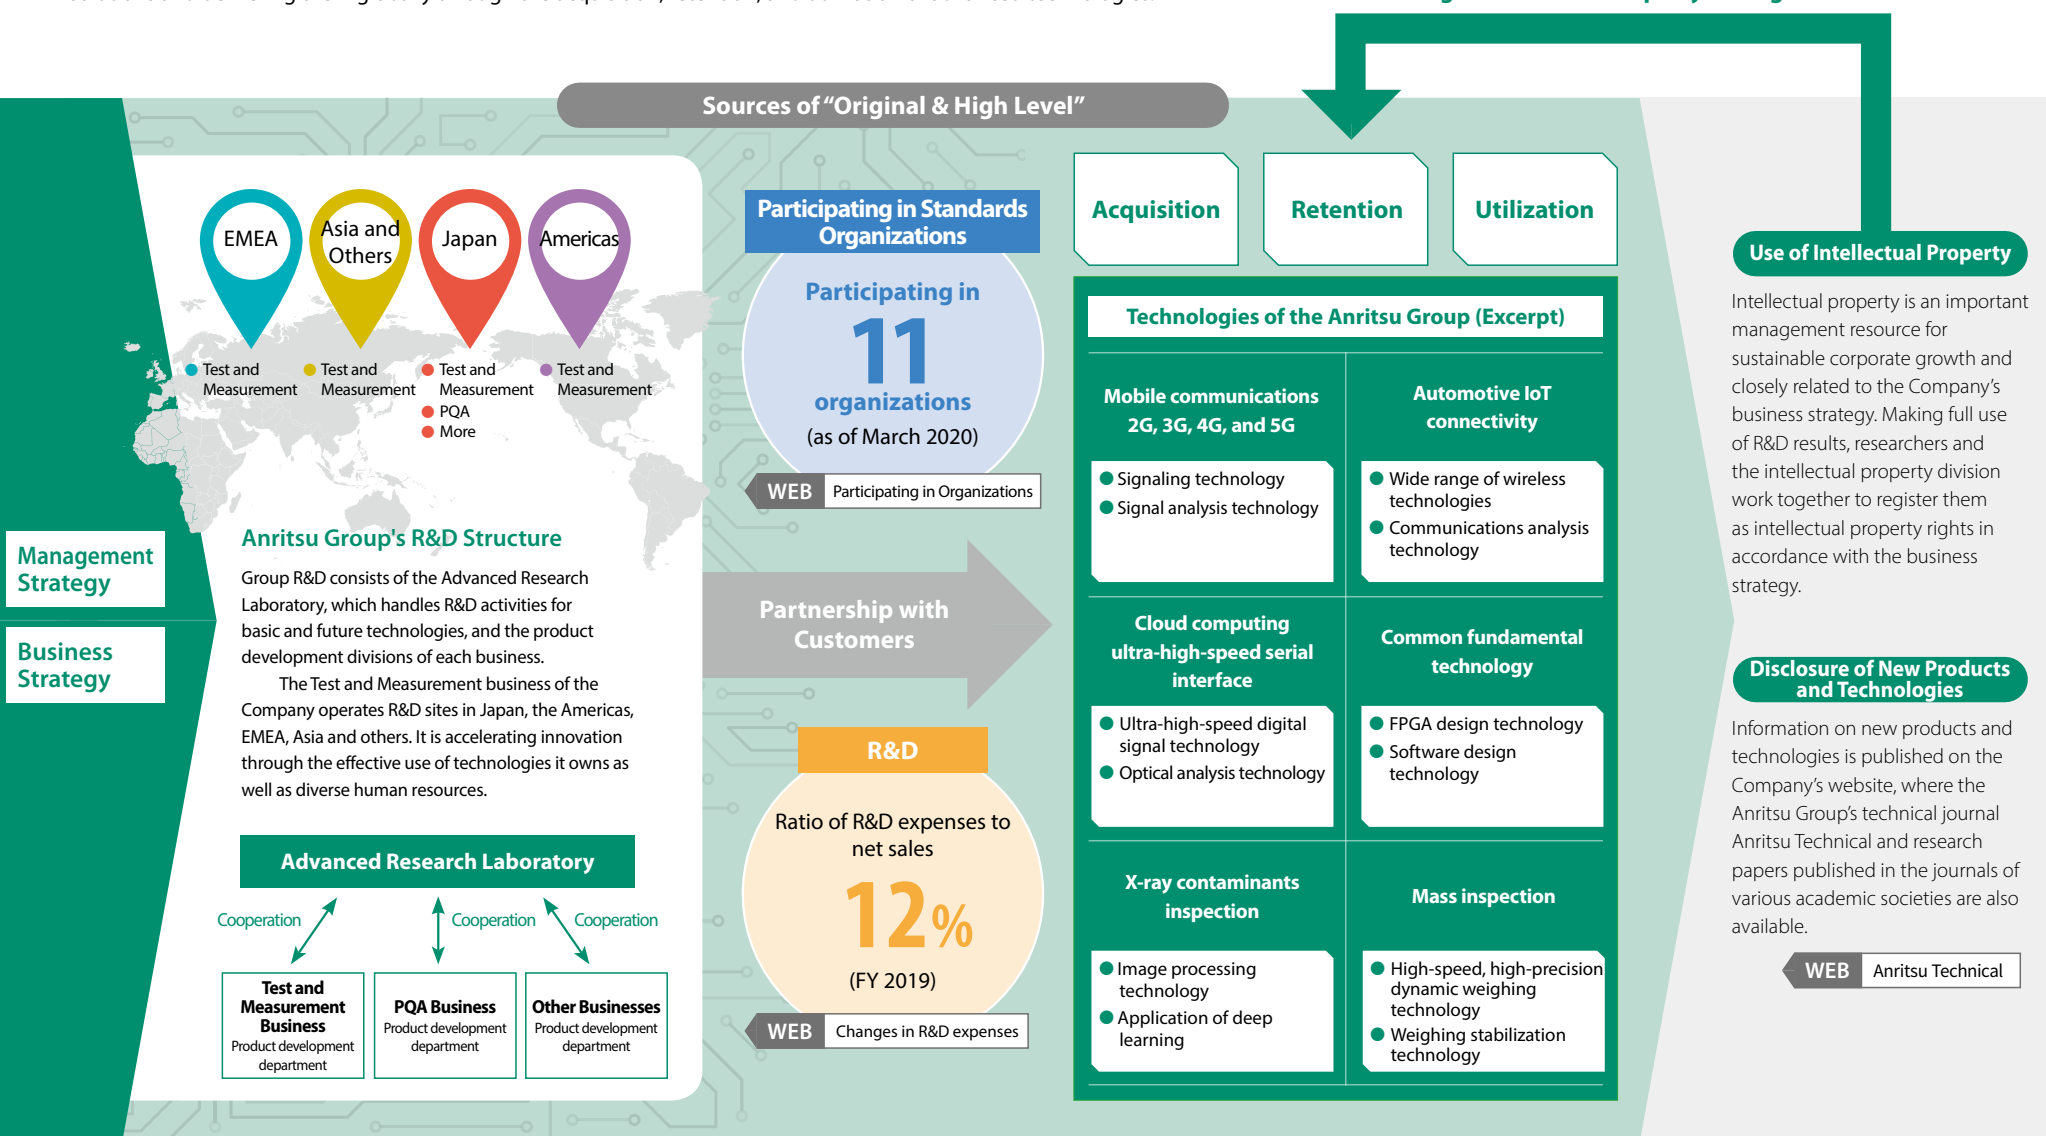 Sources of “Original & High Level”
EMEA
Asia and
Others
Japan
Americas
Test and
Measurement
Test and
Measurement
Test and
Measurement
PQA
More
Test and
Measurement
Management
Strategy
Business
Strategy
Anritsu Group's R&D Structure
Group R&D consists of the Advanced Research
Laboratory, which handles R&D activities for
basic and future technologies, and the product
development divisions of each business.
The Test and Measurement business of the
Company operates R&D sites in Japan, the Americas,
EMEA, Asia and others. It is accelerating innovation
through the effective use of technologies it owns as
well as diverse human resources.
Advanced Research Laboratory
Cooperation
Cooperation
Cooperation
Test and
Measurement
Business
Product development
department
PQA Business
Product development
department
Other Businesses
Product development
department
Participating in Standards
Organizations
Participating in
11
organizations
(as of March 2020)
WEB Participating in Organizations
Partnership with
Customers
R&D
Ratio of R&D expenses to
net sales
12%
(FY 2019)
WEB Changes in R&D expenses
Acquisition
Retention
Utilization
Technologies of the Anritsu Group (Excerpt)
Mobile communications
2G, 3G, 4G, and 5G
Signaling technology
Signal analysis technology
Automotive IoT
connectivity
Wide range of wireless
technologies
Communications analysis
technology
Cloud computing
ultra-high-speed serial
interface
Ultra-high-speed digital
signal technology
Optical analysis technology
Common fundamental
technology
FPGA design technology
Software design
technology
X-ray contaminants
inspection
Image processing
technology
Application of deep
learning
Mass inspection
High-speed, high-precision
dynamic weighing
technology
Weighing stabilization
technology
Use of Intellectual Property
Intellectual property is an important
management resource for
sustainable corporate growth and
closely related to the Company’s
business strategy. Making full use
of R&D results, researchers and
the intellectual property division
work together to register them
as intellectual property rights in
accordance with the business
strategy.
Disclosure of New Products
and Technologies
Information on new products and
technologies is published on the
Company’s website, where the
Anritsu Group’s technical journal
Anritsu Technical and research
papers published in the journals of
various academic societies are also
available.
WEB Anritsu Technical